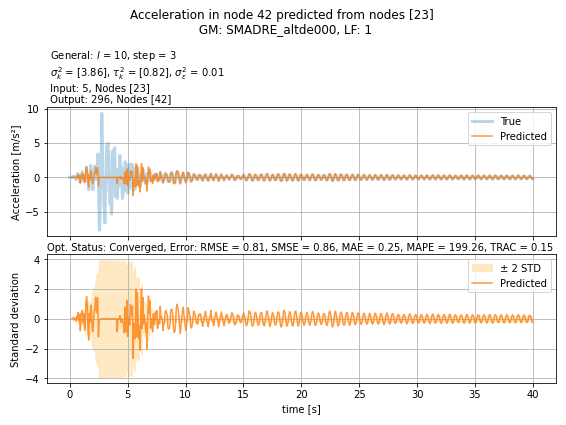 Acceleration in node 42 predicted from nodes [23]
GM: SMADRE_altde000, LF: 1
General: l = 10, step = 3
σ²ₖ = [3.86], τ²ₖ = [0.82], σ²ε = 0.01
Input: 5, Nodes [23]
Output: 296, Nodes [42]
10
5
0
−5
Acceleration [m/s²]
True
Predicted
Opt. Status: Converged, Error: RMSE = 0.81, SMSE = 0.86, MAE = 0.25, MAPE = 199.26, TRAC = 0.15
4
2
0
−2
−4
Standard deviation
± 2 STD
Predicted
0 5 10 15 20 25 30 35 40
time [s]